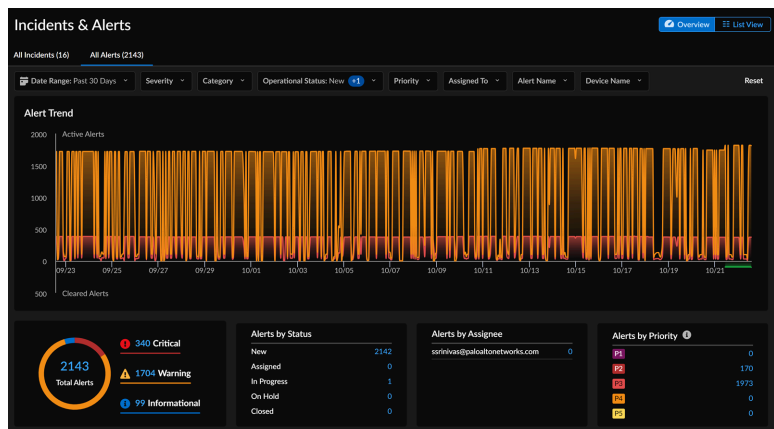 Incidents & Alerts
Overview
List View
All Incidents (16)
All Alerts (2143)
Date Range: Past 30 Days
Severity
Category
Operational Status: New +1
Priority
Assigned To
Alert Name
Device Name
Reset
Alert Trend
2000
Active Alerts
1500
1000
500
0
09/23 09/25 09/27 09/29 10/01 10/03 10/05 10/07 10/09 10/11 10/13 10/15 10/17 10/19 10/21
500
Cleared Alerts
2143
Total Alerts
340 Critical
1704 Warning
99 Informational
Alerts by Status
New 2142
Assigned 0
In Progress 1
On Hold 0
Closed 0
Alerts by Assignee
ssrinivas@paloaltonetworks.com 0
Alerts by Priority
P1 0
P2 170
P3 1973
P4 0
P5 0